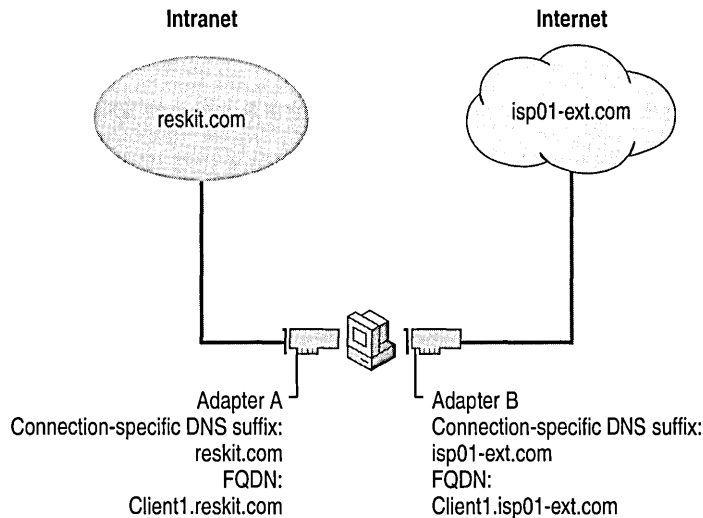 Intranet
Internet
reskit.com
isp01-ext.com
Adapter A
Connection-specific DNS suffix:
reskit.com
FQDN:
Client1.reskit.com
Adapter B
Connection-specific DNS suffix:
isp01-ext.com
FQDN:
Client1.isp01-ext.com